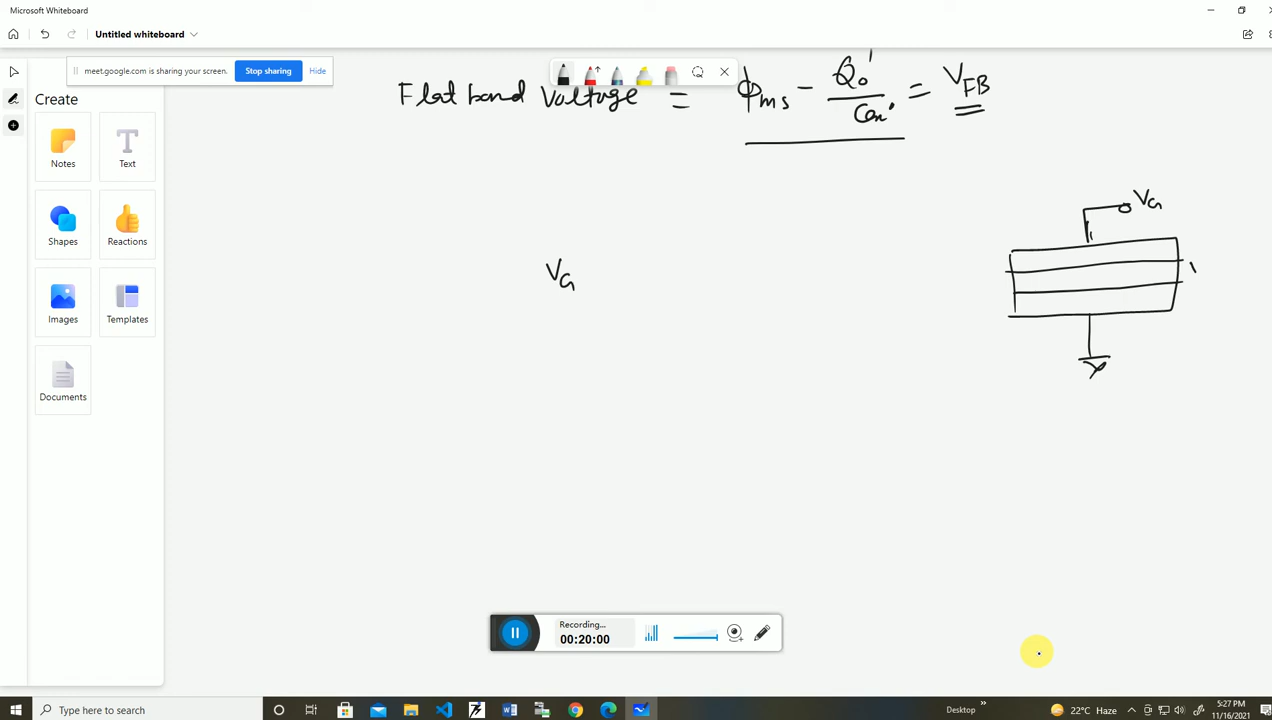 Microsoft Whiteboard
Untitled whiteboard
meet.google.com is sharing your screen.
Stop sharing
Hide
Create
Notes
Text
Shapes
Reactions
Images
Templates
Documents
Flat band Voltage = ϕms - Q₀' / Cox' = VFB
VG
VG
Recording...
00:20:00
Type here to search
Desktop
22°C Haze
5:27 PM
11/16/2021